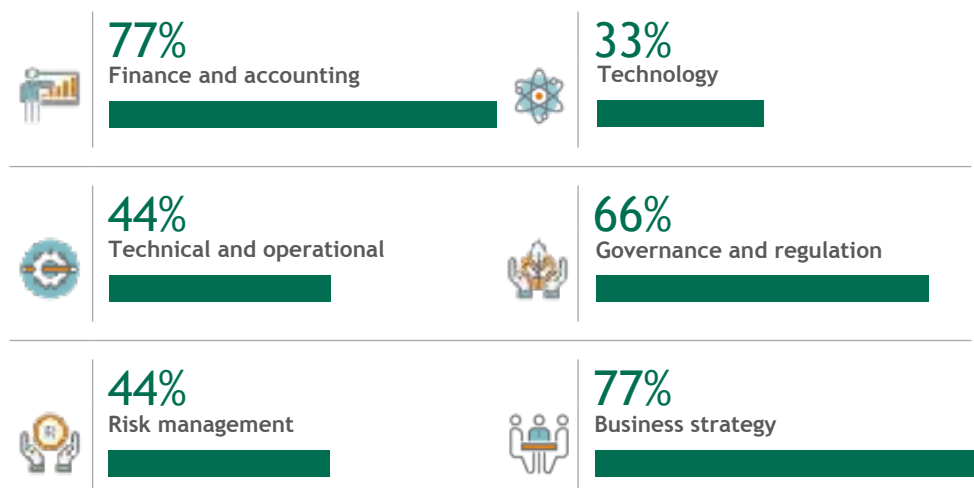 77%
Finance and accounting
33%
Technology
44%
Technical and operational
66%
Governance and regulation
44%
Risk management
77%
Business strategy